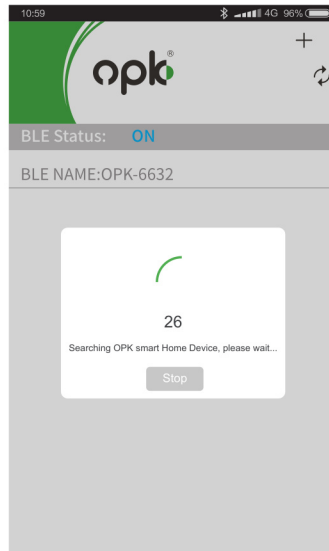 10:59 4G 96%
opk®
BLE Status: ON
BLE NAME:OPK-6632
26
Searching OPK smart Home Device, please wait...
Stop